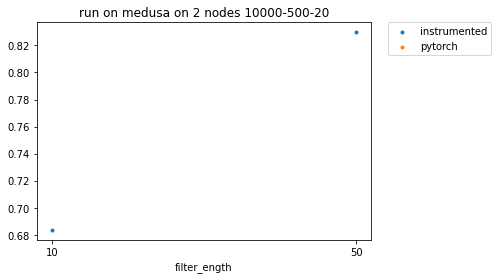 run on medusa on 2 nodes 10000-500-20
instrumented
pytorch
0.82
0.80
0.78
0.76
0.74
0.72
0.70
0.68
10
50
filter_ength